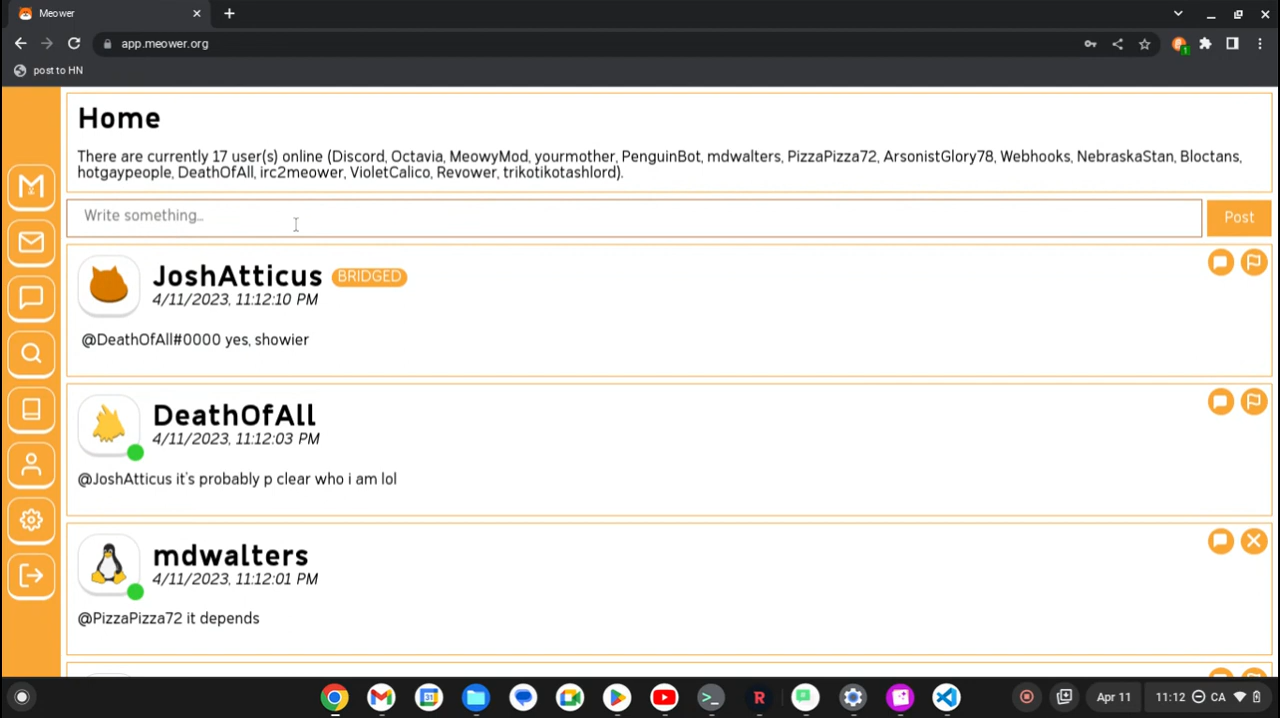 Meower
app.meower.org
post to HN
Home
There are currently 17 user(s) online (Discord, Octavia, MeowyMod, yourmother, PenguinBot, mdwalters, PizzaPizza72, ArsonistGlory78, Webhooks, NebraskaStan, Bloctans,
hotgaypeople, DeathOfAll, irc2meower, VioletCalico, Revower, trikotikotashlord).
Write something...
Post
JoshAtticus BRIDGED
4/11/2023, 11:12:10 PM
@DeathOfAll#0000 yes, showier
DeathOfAll
4/11/2023, 11:12:03 PM
@JoshAtticus it's probably p clear who i am lol
mdwalters
4/11/2023, 11:12:01 PM
@PizzaPizza72 it depends
Apr 11
11:12
CA